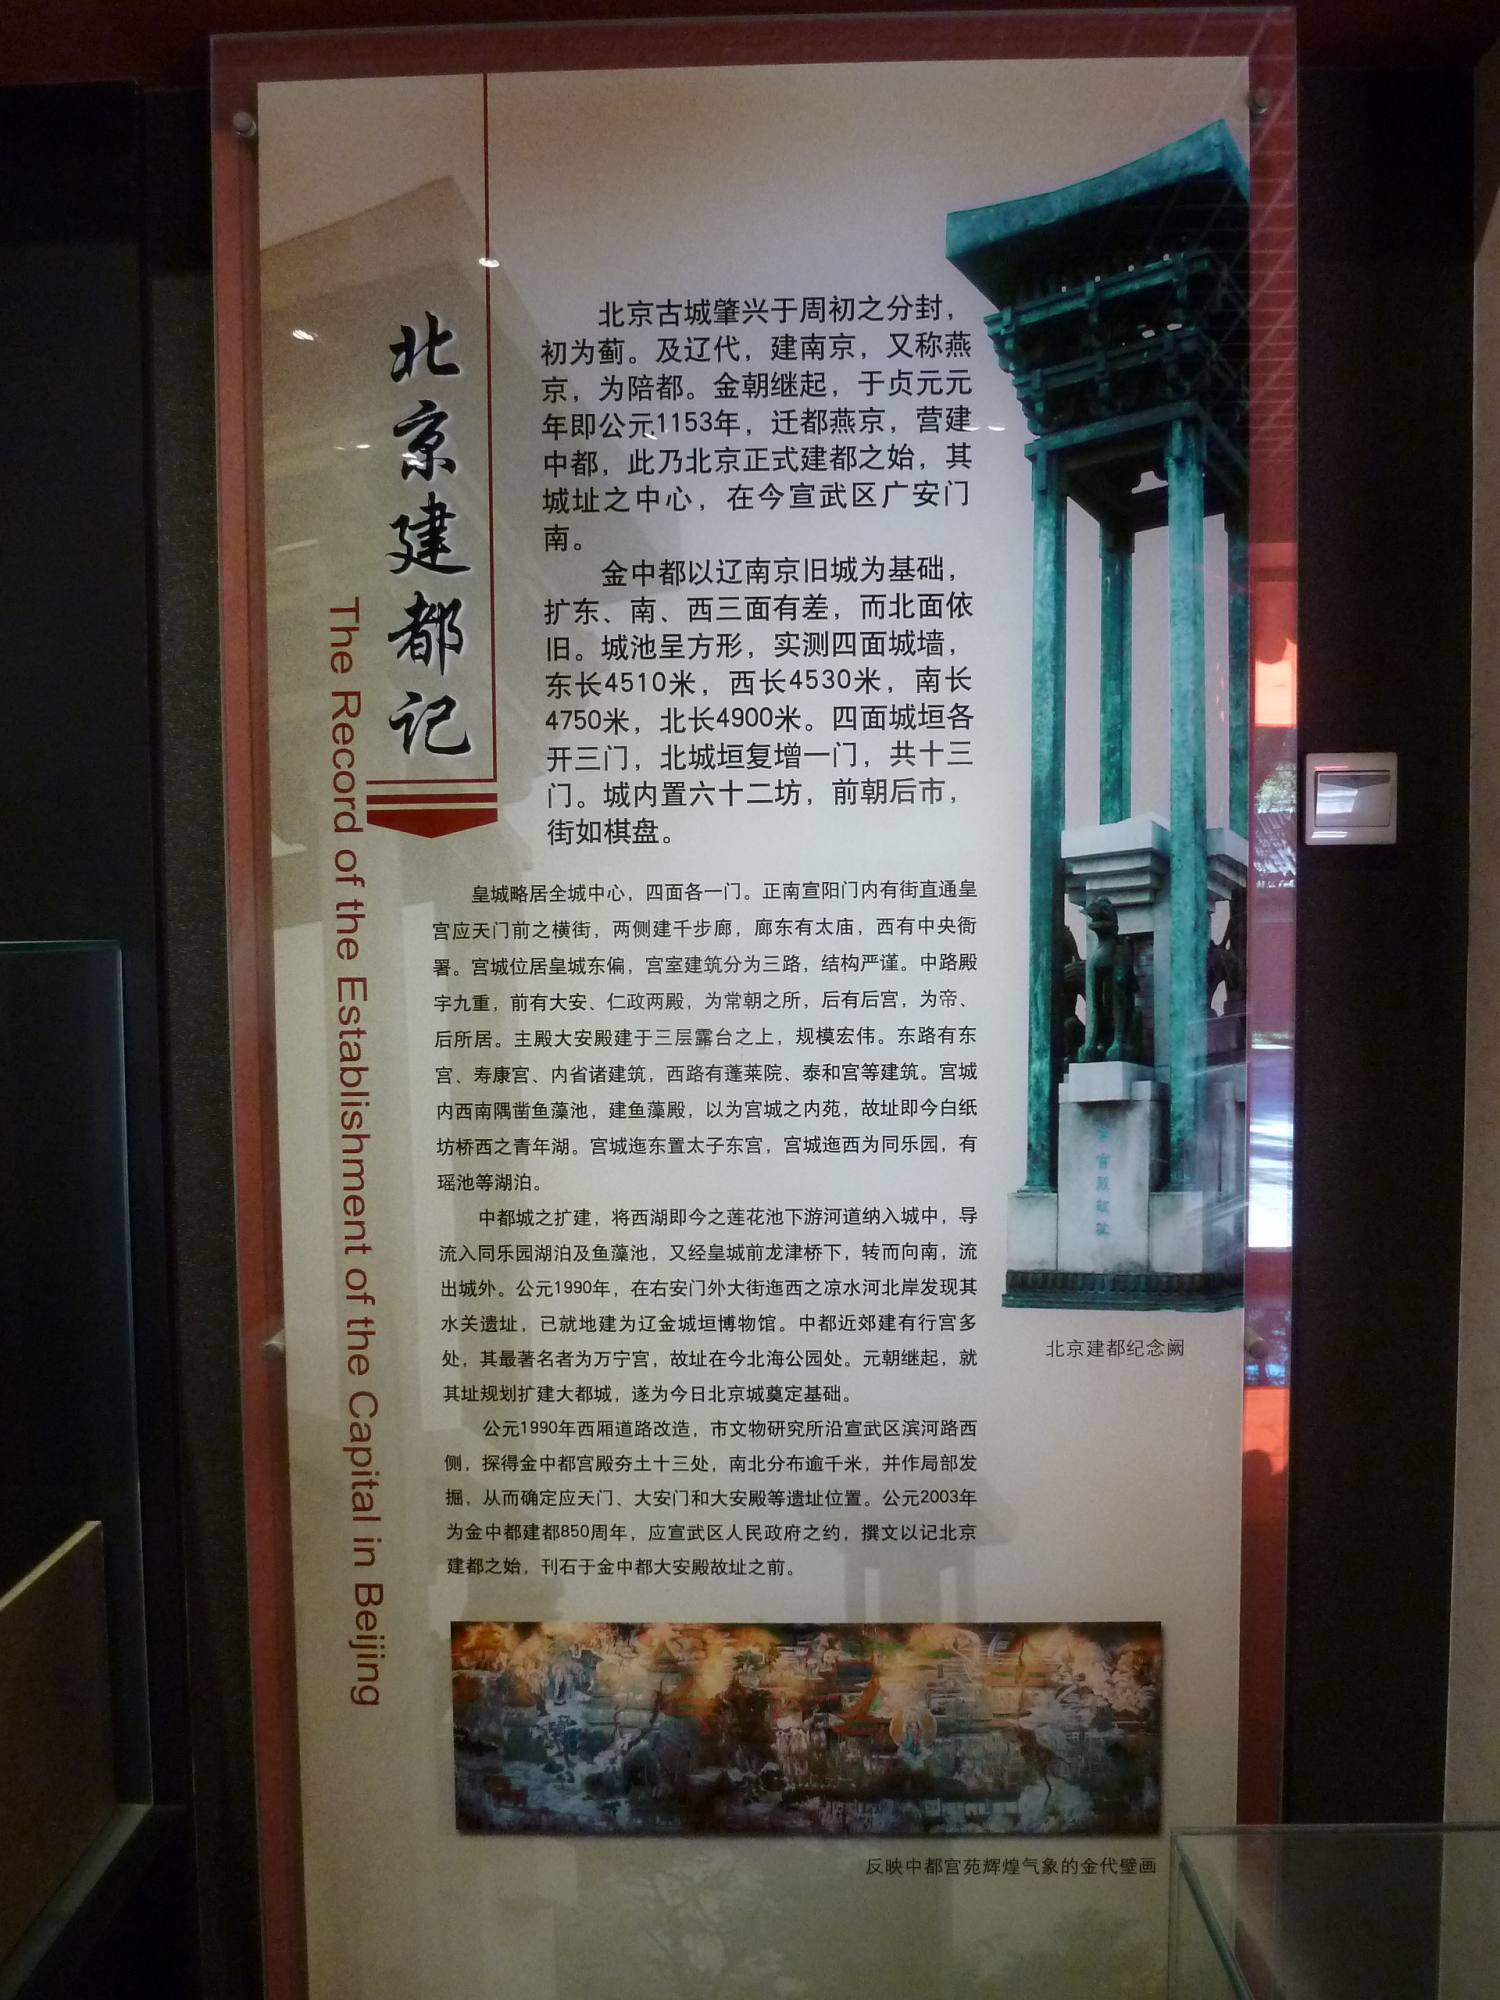 北京建都记
The Record of the Establishment of the Capital in Beijing
北京古城肇兴于周初之分封，
初为蓟。及辽代，建南京，又称燕
京，为陪都。金朝继起，于贞元元
年即公元1153年，迁都燕京，营建
中都，此乃北京正式建都之始，其
城址之中心，在今宣武区广安门
南。
金中都以辽南京旧城为基础，
扩东、南、西三面有差，而北面依
旧。城池呈方形，实测四面城墙，
东长4510米，西长4530米，南长
4750米，北长4900米。四面城垣各
开三门，北城垣复增一门，共十三
门。城内置六十二坊，前朝后市，
街如棋盘。
皇城略居全城中心，四面各一门。正南宣阳门内有街直通皇
宫应天门前之横街，两侧建千步廊，廊东有太庙，西有中央衙
署。宫城位居皇城东偏，宫室建筑分为三路，结构严谨。中路殿
宇九重，前有大安、仁政两殿，为常朝之所，后有后宫，为帝、
后所居。主殿大安殿建于三层露台之上，规模宏伟。东路有东
宫、寿康宫、内省诸建筑，西路有蓬莱院、泰和宫等建筑。宫城
内西南隅凿鱼藻池，建鱼藻殿，以为宫城之内苑，故址即今白纸
坊桥西之青年湖。宫城迤东置太子东宫，宫城迤西为同乐园，有
瑶池等湖泊。
中都城之扩建，将西湖即今之莲花池下游河道纳入城中，导
流入同乐园湖泊及鱼藻池，又经皇城前龙津桥下，转而向南，流
出城外。公元1990年，在右安门外大街迤西之凉水河北岸发现其
水关遗址，已就地建为辽金城垣博物馆。中都近郊建有行宫多
处，其最著名者为万宁宫，故址在今北海公园处。元朝继起，就
其址规划扩建大都城，遂为今日北京城奠定基础。
公元1990年西厢道路改造，市文物研究所沿宣武区滨河路西
侧，探得金中都宫殿夯土十三处，南北分布逾千米，并作局部发
掘，从而确定应天门、大安门和大安殿等遗址位置。公元2003年
为金中都建都850周年，应宣武区人民政府之约，撰文以记北京
建都之始，刊石于金中都大安殿故址之前。
北京建都纪念阙
反映中都宫苑辉煌气象的金代壁画